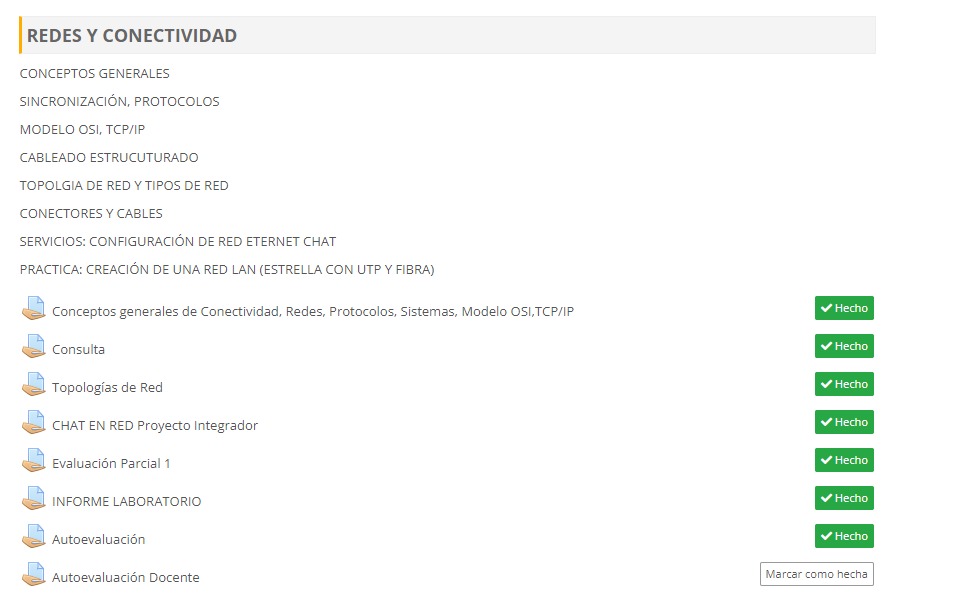 REDES Y CONECTIVIDAD
CONCEPTOS GENERALES
SINCRONIZACIÓN, PROTOCOLOS
MODELO OSI, TCP/IP
CABLEADO ESTRUCUTURADO
TOPOLGIA DE RED Y TIPOS DE RED
CONECTORES Y CABLES
SERVICIOS: CONFIGURACIÓN DE RED ETERNET CHAT
PRACTICA: CREACIÓN DE UNA RED LAN (ESTRELLA CON UTP Y FIBRA)
Conceptos generales de Conectividad, Redes, Protocolos, Sistemas, Modelo OSI,TCP/IP Hecho
Consulta Hecho
Topologías de Red Hecho
CHAT EN RED Proyecto Integrador Hecho
Evaluación Parcial 1 Hecho
INFORME LABORATORIO Hecho
Autoevaluación Hecho
Autoevaluación Docente Marcar como hecha